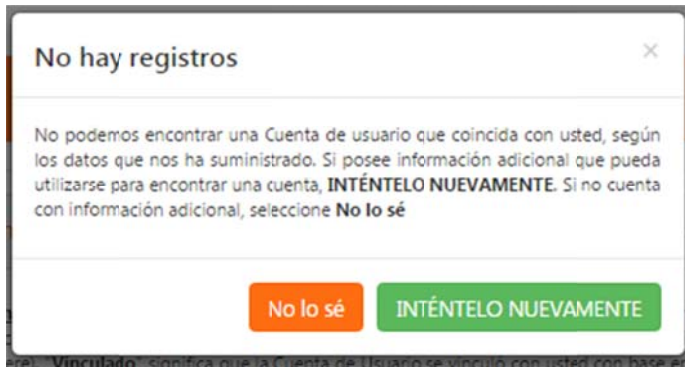 No hay registros
×
No podemos encontrar una Cuenta de usuario que coincida con usted, según
los datos que nos ha suministrado. Si posee información adicional que pueda
utilizarse para encontrar una cuenta, INTÉNTELO NUEVAMENTE. Si no cuenta
con información adicional, seleccione No lo sé
No lo sé
INTÉNTELO NUEVAMENTE
"Vinculado" significa que la Cuenta de Usuario se vinculó con usted con base